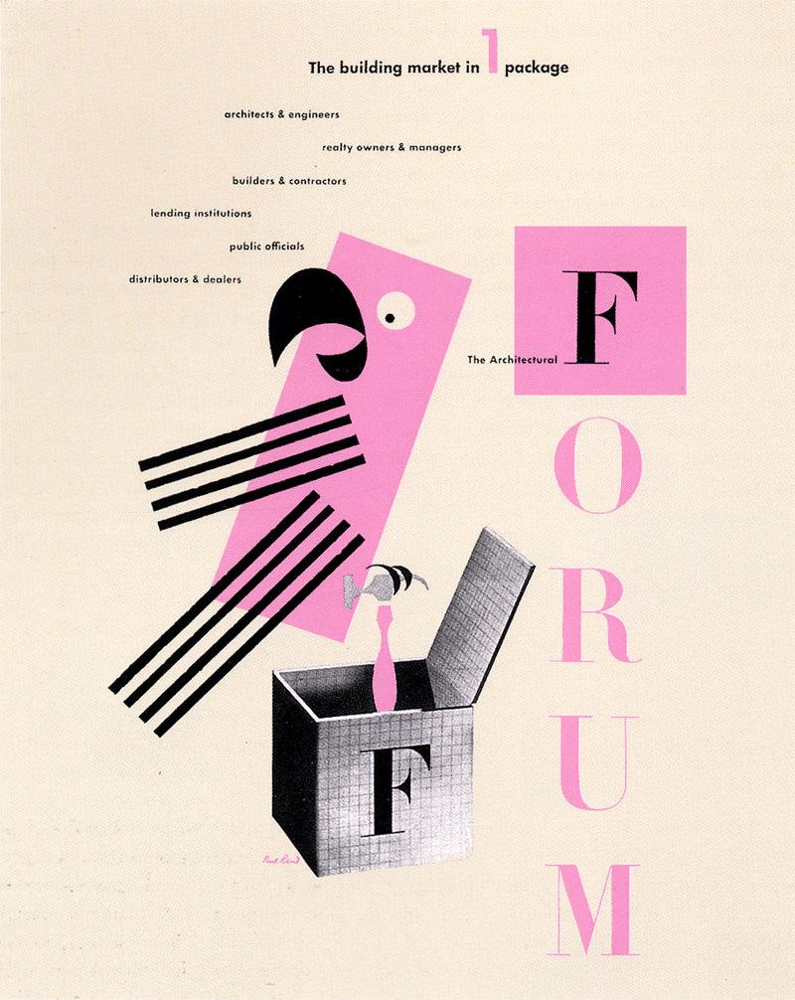 The building market in 1 package
architects & engineers
realty owners & managers
builders & contractors
lending institutions
public officials
distributors & dealers
The Architectural F
O
R
U
M
F
Paul Rand